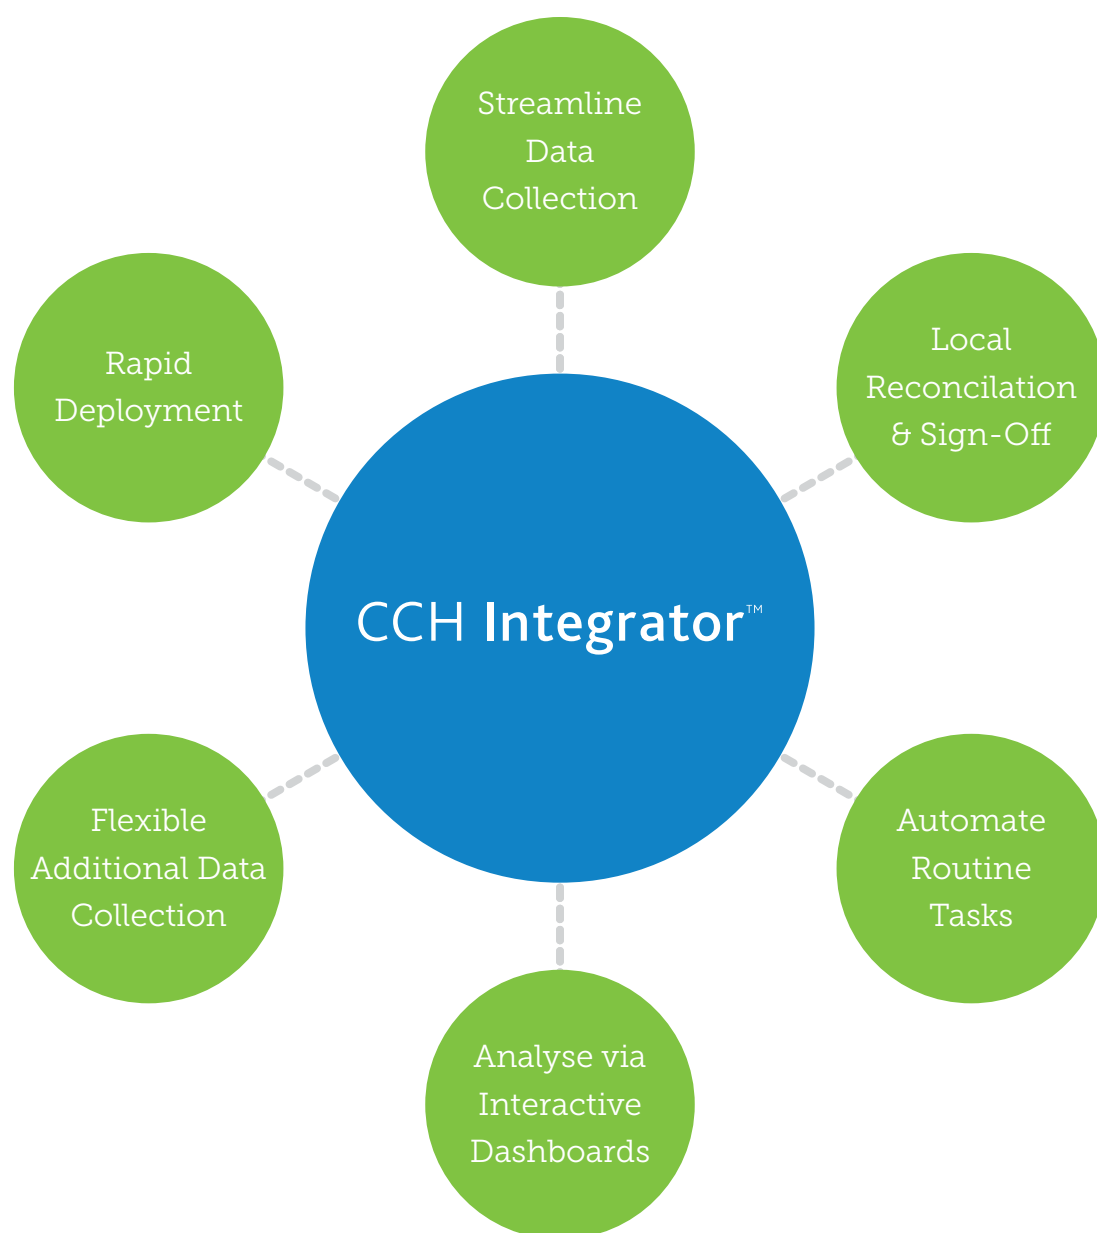 Streamline
Data
Collection
Local
Reconcilation
& Sign-Off
Rapid
Deployment
CCH Integrator™
Automate
Routine
Tasks
Flexible
Additional Data
Collection
Analyse via
Interactive
Dashboards